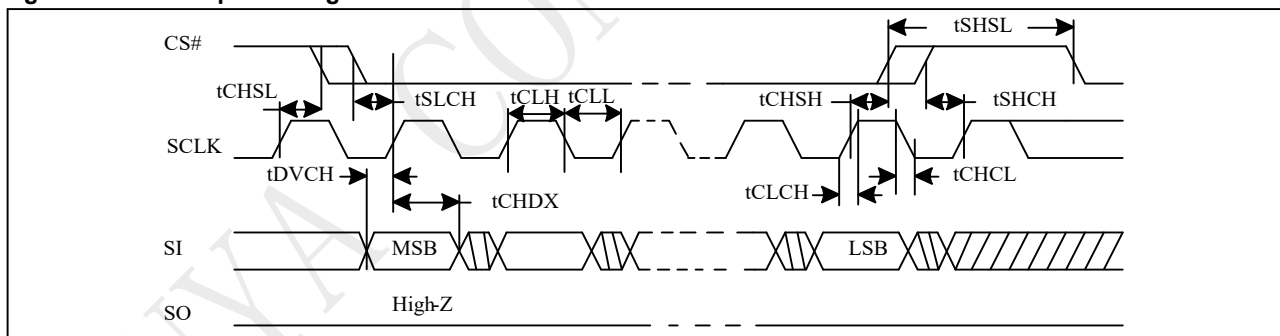 tSHSL
CS#
tCHSL
tSLCH
tCLH
tCLL
tCHSH
tSHCH
SCLK
tDVCH
tCHDX
tCLCH
tCHCL
SI
MSB
LSB
SO
High-Z